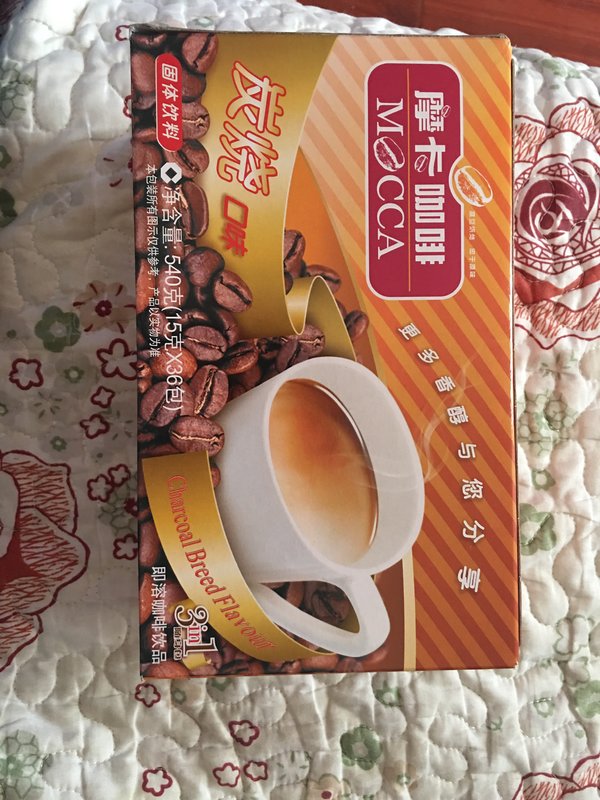 摩卡咖啡
MOCCA
更多香醇与您分享
炭烧
口味
固体饮料
净含量: 540克(15克X36包)
本包装所有图示仅供参考，产品以实物为准
Charcoal Breed Flavour
3in1
即溶咖啡饮品